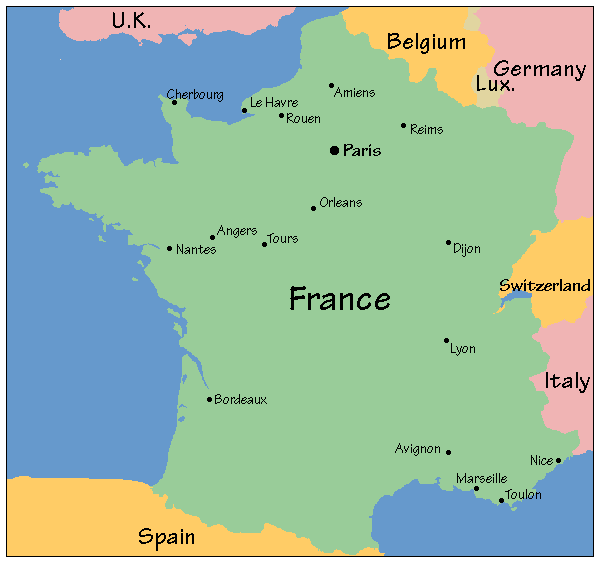 U.K.
Belgium
Germany
Lux.
Cherbourg
Le Havre
Amiens
Rouen
Reims
Paris
Orleans
Angers
Tours
Nantes
Dijon
Switzerland
France
Lyon
Italy
Bordeaux
Avignon
Nice
Marseille
Toulon
Spain